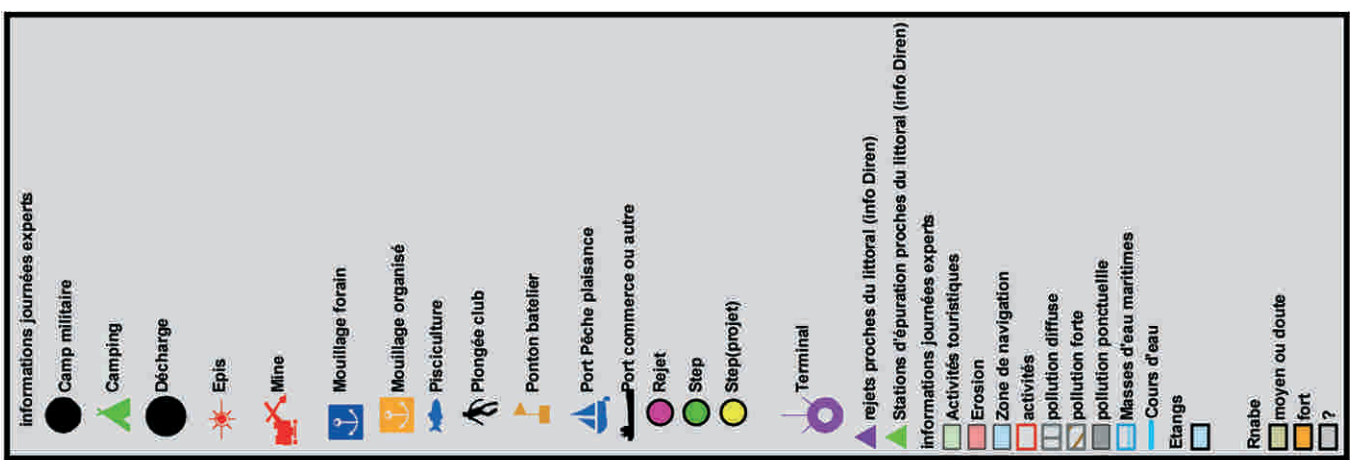 informations journées experts
Camp militaire
Camping
Décharge
Epis
Mine
Mouillage forain
Mouillage organisé
Pisciculture
Plongée club
Ponton batelier
Port Pêche plaisance
Port commerce ou autre
Rejet
Step
Step(projet)
Terminal
rejets proches du littoral (info Diren)
Stations d'épuration proches du littoral (info Diren)
informations journées experts
Activités touristiques
Erosion
Zone de navigation
activités
pollution diffuse
pollution forte
pollution ponctuelle
Masses d'eau maritimes
Cours d'eau
Etangs
Rnabe
moyen ou doute
fort
?